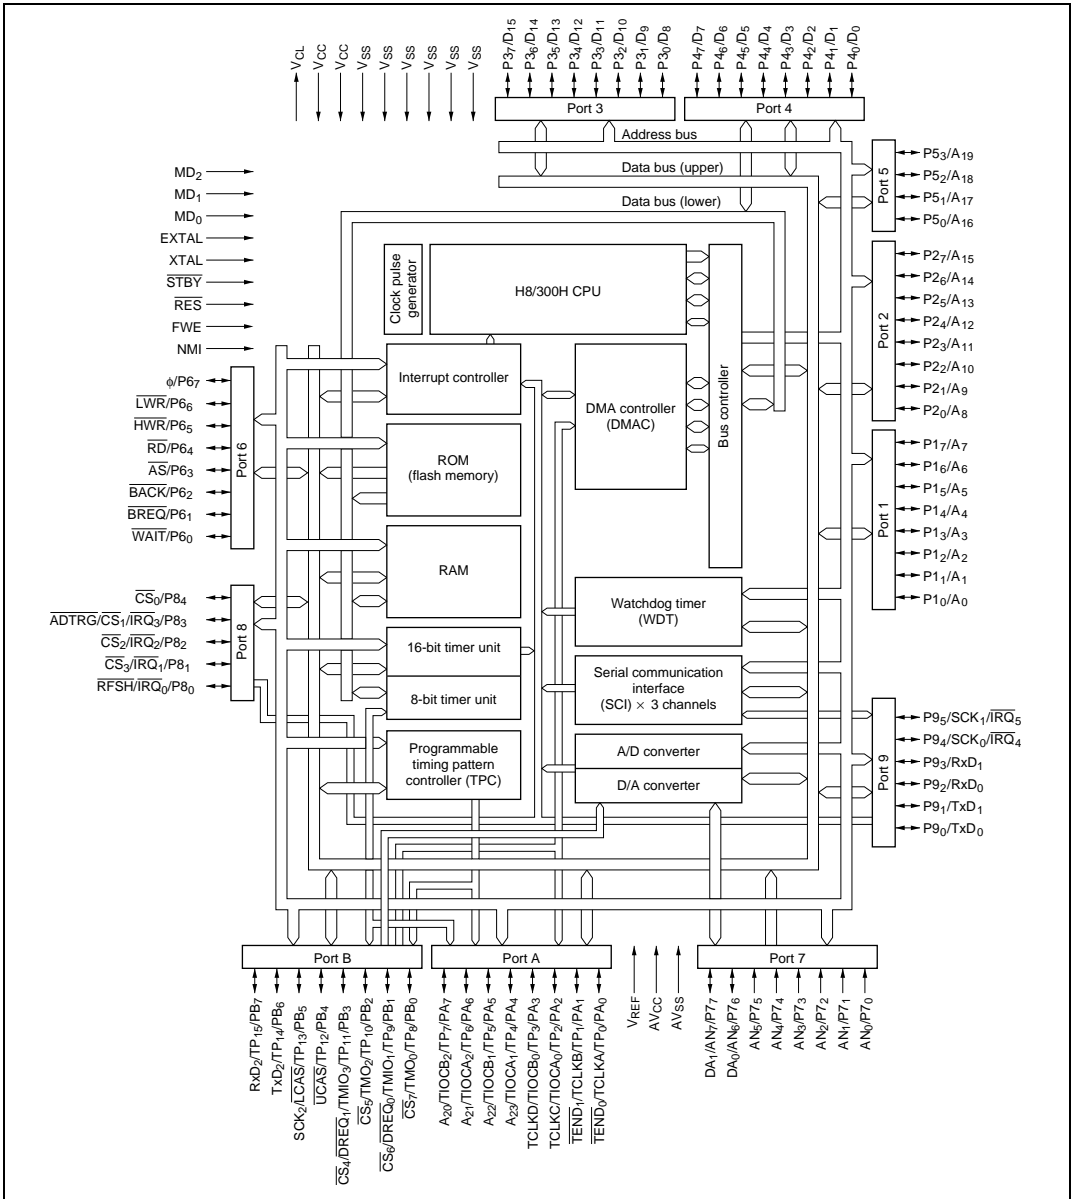 VCL
VCC
VCC
VSS
VSS
VSS
VSS
VSS
VSS
P37/D15
P36/D14
P35/D13
P34/D12
P33/D11
P32/D10
P31/D9
P30/D8
P47/D7
P46/D6
P45/D5
P44/D4
P43/D3
P42/D2
P41/D1
P40/D0
Port 3
Port 4
Address bus
Data bus (upper)
Data bus (lower)
MD2
MD1
MD0
EXTAL
XTAL
STBY
RES
FWE
NMI
Port 5
P53/A19
P52/A18
P51/A17
P50/A16
Clock pulse
generator
H8/300H CPU
Bus controller
Port 2
P27/A15
P26/A14
P25/A13
P24/A12
P23/A11
P22/A10
P21/A9
P20/A8
Interrupt controller
DMA controller
(DMAC)
φ/P67
LWR/P66
HWR/P65
RD/P64
AS/P63
BACK/P62
BREQ/P61
WAIT/P60
Port 6
ROM
(flash memory)
RAM
Port 1
P17/A7
P16/A6
P15/A5
P14/A4
P13/A3
P12/A2
P11/A1
P10/A0
CS0/P84
ADTRG/CS1/IRQ3/P83
CS2/IRQ2/P82
CS3/IRQ1/P81
RFSH/IRQ0/P80
Port 8
Watchdog timer
(WDT)
16-bit timer unit
8-bit timer unit
Serial communication
interface
(SCI) × 3 channels
Programmable
timing pattern
controller (TPC)
A/D converter
D/A converter
Port 9
P95/SCK1/IRQ5
P94/SCK0/IRQ4
P93/RxD1
P92/RxD0
P91/TxD1
P90/TxD0
Port B
Port A
Port 7
RxD2/TP15/PB7
TxD2/TP14/PB6
SCK2/LCAS/TP13/PB5
UCAS/TP12/PB4
CS4/DREQ1/TMIO3/TP11/PB3
CS5/TMO2/TP10/PB2
CS6/DREQ0/TMIO1/TP9/PB1
CS7/TMO0/TP8/PB0
A20/TIOCB2/TP7/PA7
A21/TIOCA2/TP6/PA6
A22/TIOCB1/TP5/PA5
A23/TIOCA1/TP4/PA4
TCLKD/TIOCB0/TP3/PA3
TCLKC/TIOCA0/TP2/PA2
TEND1/TCLKB/TP1/PA1
TEND0/TCLKA/TP0/PA0
VREF
AVCC
AVSS
DA1/AN7/P77
DA0/AN6/P76
AN5/P75
AN4/P74
AN3/P73
AN2/P72
AN1/P71
AN0/P70